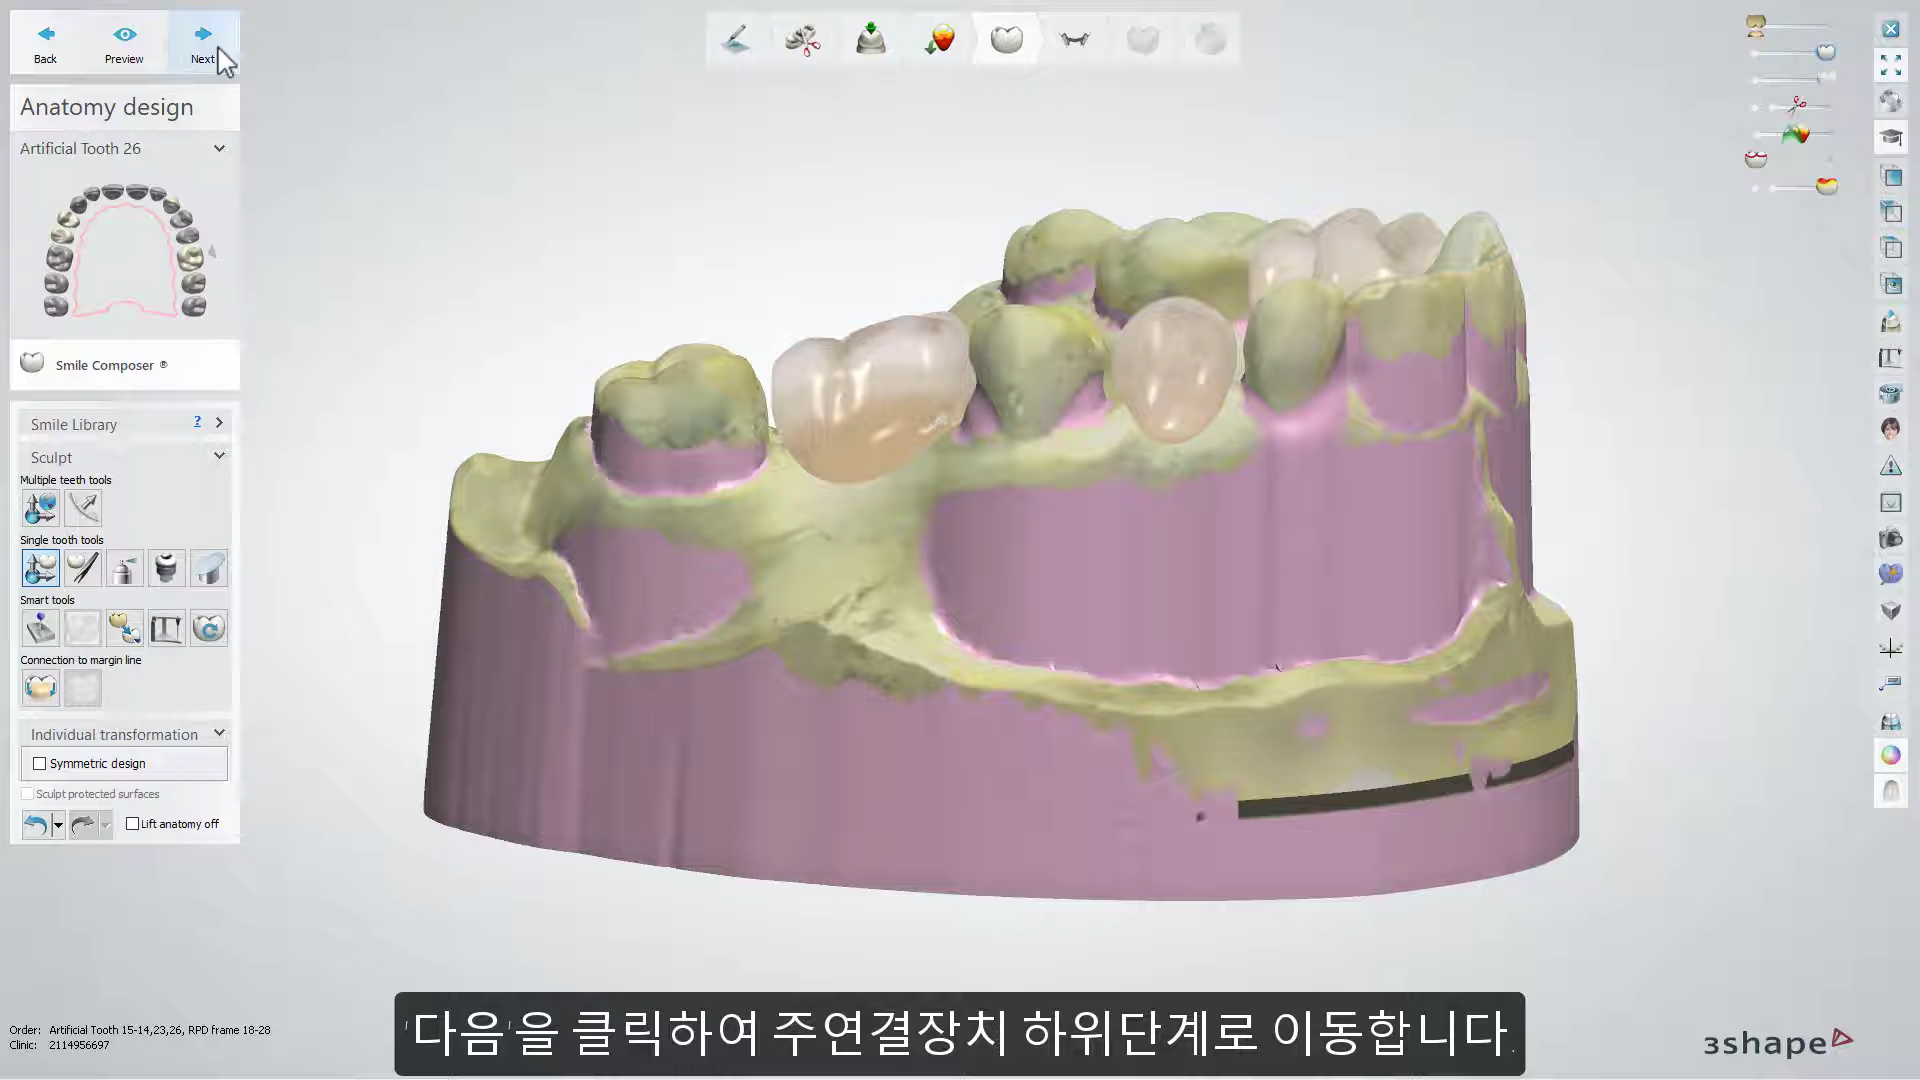 Back
Preview
Next
Anatomy design
Artificial Tooth 26
Smile Composer ®
Smile Library ?
Sculpt
Multiple teeth tools
Single tooth tools
Smart tools
Connection to margin line
Individual transformation
Symmetric design
Sculpt protected surfaces
Lift anatomy off
Order: Artificial Tooth 15-14,23,26, RPD frame 18-28
Clinic: 2114956697
'다음'을 클릭하여 주연결장치 하위단계로 이동합니다.
3shape